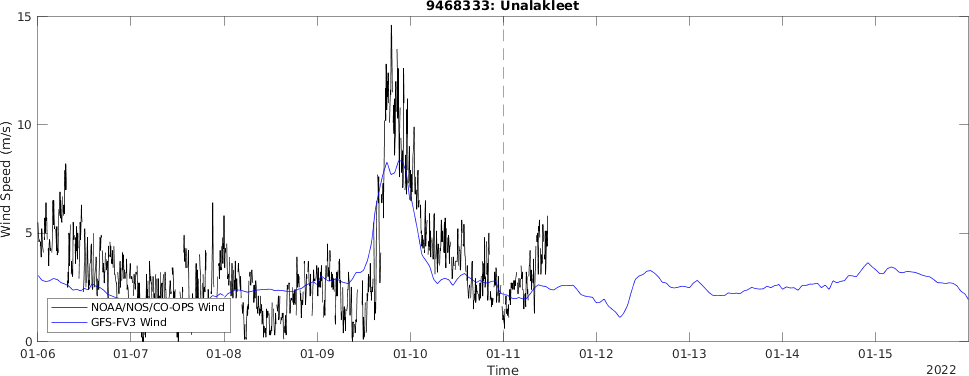 9468333: Unalakleet
Wind Speed (m/s)
15
10
5
0
NOAA/NOS/CO-OPS Wind
GFS-FV3 Wind
01-06 01-07 01-08 01-09 01-10 01-11 01-12 01-13 01-14 01-15
Time
2022